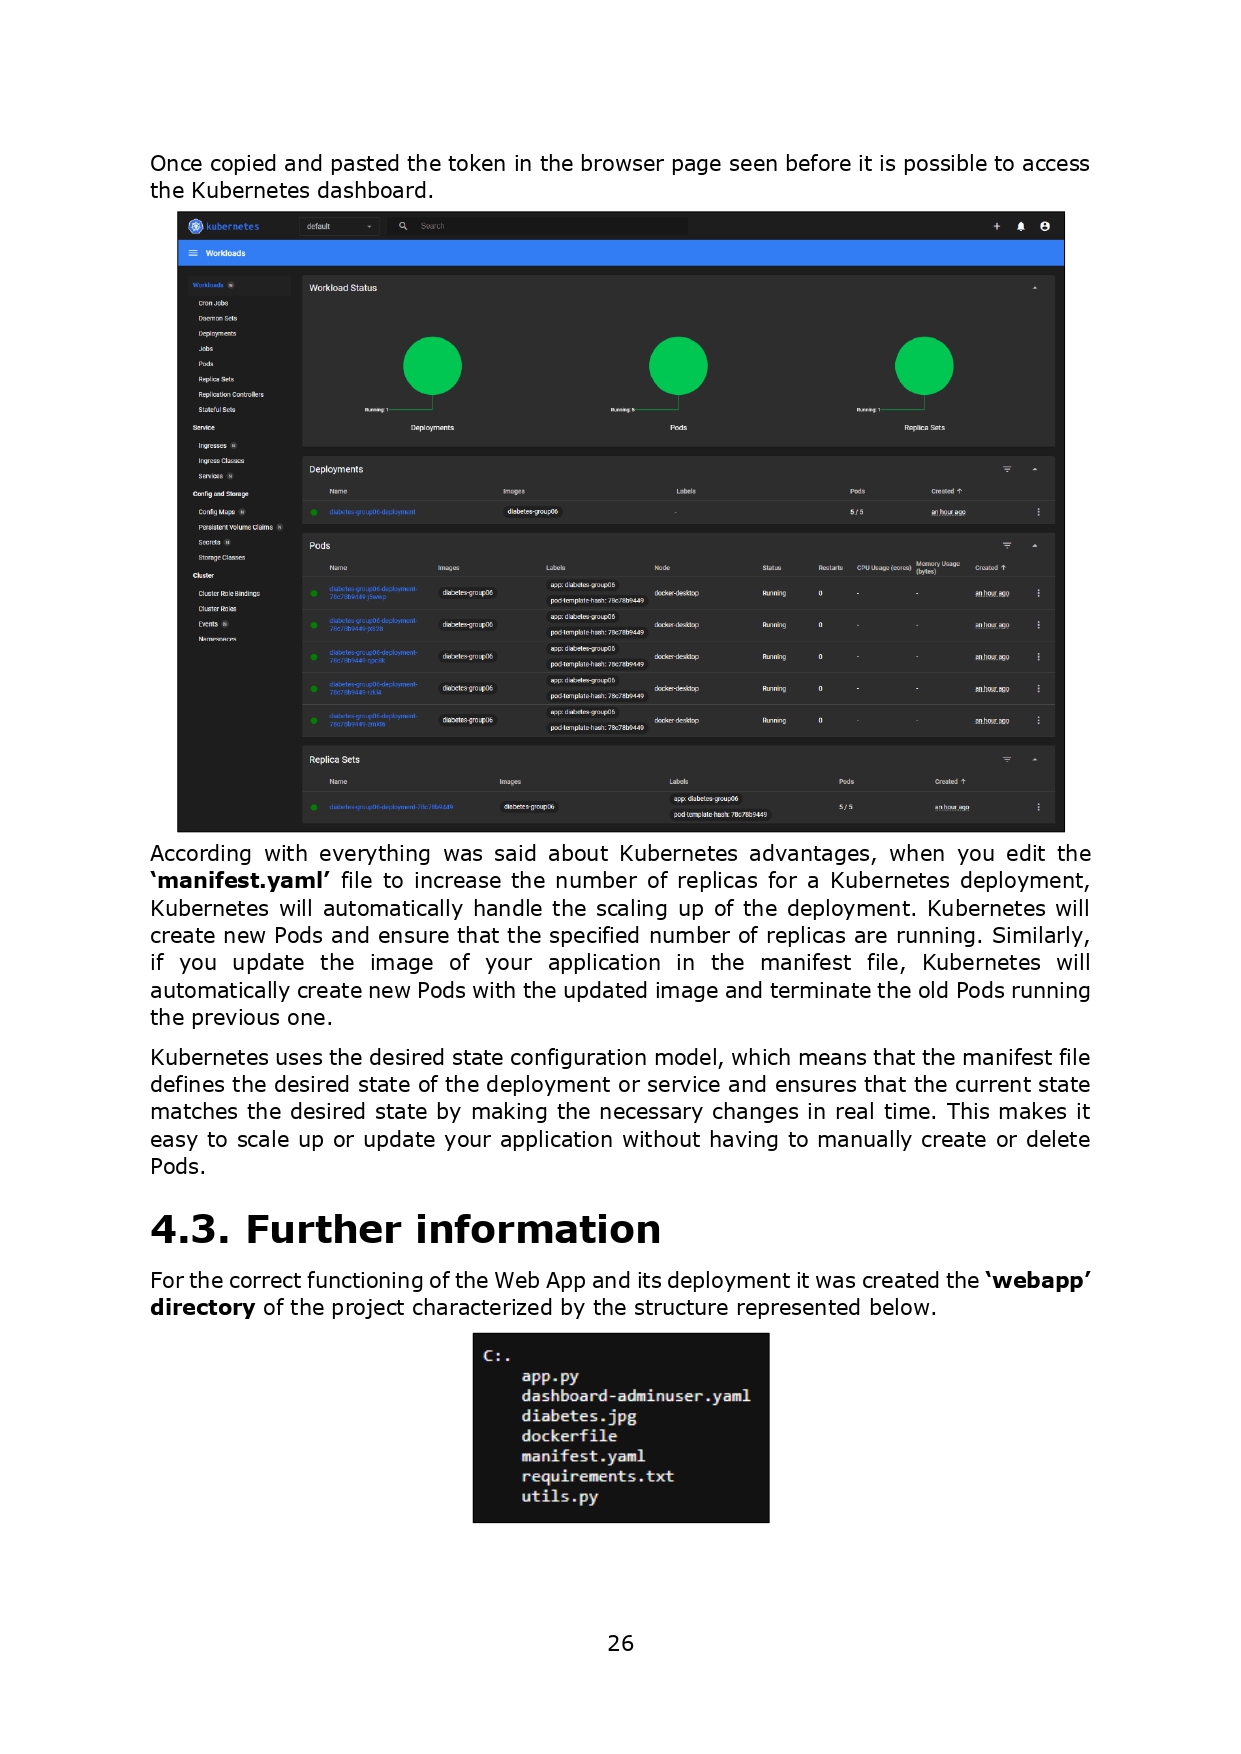 Once copied and pasted the token in the browser page seen before it is possible to access
the Kubernetes dashboard.
kubernetes
default
Search
Workloads
Workloads N
Cron Jobs
Daemon Sets
Deployments
Jobs
Pods
Replica Sets
Replication Controllers
Stateful Sets
Service
Ingresses N
Ingress Classes
Services N
Config and Storage
Config Maps N
Persistent Volume Claims N
Secrets N
Storage Classes
Cluster
Cluster Role Bindings
Cluster Roles
Events N
Namespaces
Workload Status
Running: 1
Running: 5
Running: 1
Deployments
Pods
Replica Sets
Deployments
Name Images Labels Pods Created ↑
diabetes-group06-deployment diabetes-group06 - 5 / 5 an hour ago
Pods
Name Images Labels Node Status Restarts CPU Usage (cores) Memory Usage (bytes) Created ↑
diabetes-group06-deployment- diabetes-group06 app: diabetes-group06 pod-template-hash: 78c78b9449 docker-desktop Running 0 - - an hour ago
diabetes-group06-deployment- diabetes-group06 app: diabetes-group06 pod-template-hash: 78c78b9449 docker-desktop Running 0 - - an hour ago
diabetes-group06-deployment- diabetes-group06 app: diabetes-group06 pod-template-hash: 78c78b9449 docker-desktop Running 0 - - an hour ago
diabetes-group06-deployment- diabetes-group06 app: diabetes-group06 pod-template-hash: 78c78b9449 docker-desktop Running 0 - - an hour ago
diabetes-group06-deployment- diabetes-group06 app: diabetes-group06 pod-template-hash: 78c78b9449 docker-desktop Running 0 - - an hour ago
Replica Sets
Name Images Labels Pods Created ↑
diabetes-group06-deployment-78c78b9449 diabetes-group06 app: diabetes-group06 pod-template-hash: 78c78b9449 5 / 5 an hour ago
According with everything was said about Kubernetes advantages, when you edit the
‘manifest.yaml’ file to increase the number of replicas for a Kubernetes deployment,
Kubernetes will automatically handle the scaling up of the deployment. Kubernetes will
create new Pods and ensure that the specified number of replicas are running. Similarly,
if you update the image of your application in the manifest file, Kubernetes will
automatically create new Pods with the updated image and terminate the old Pods running
the previous one.
Kubernetes uses the desired state configuration model, which means that the manifest file
defines the desired state of the deployment or service and ensures that the current state
matches the desired state by making the necessary changes in real time. This makes it
easy to scale up or update your application without having to manually create or delete
Pods.
4.3. Further information
For the correct functioning of the Web App and its deployment it was created the ‘webapp’
directory of the project characterized by the structure represented below.
C:.
app.py
dashboard-adminuser.yaml
diabetes.jpg
dockerfile
manifest.yaml
requirements.txt
utils.py
26